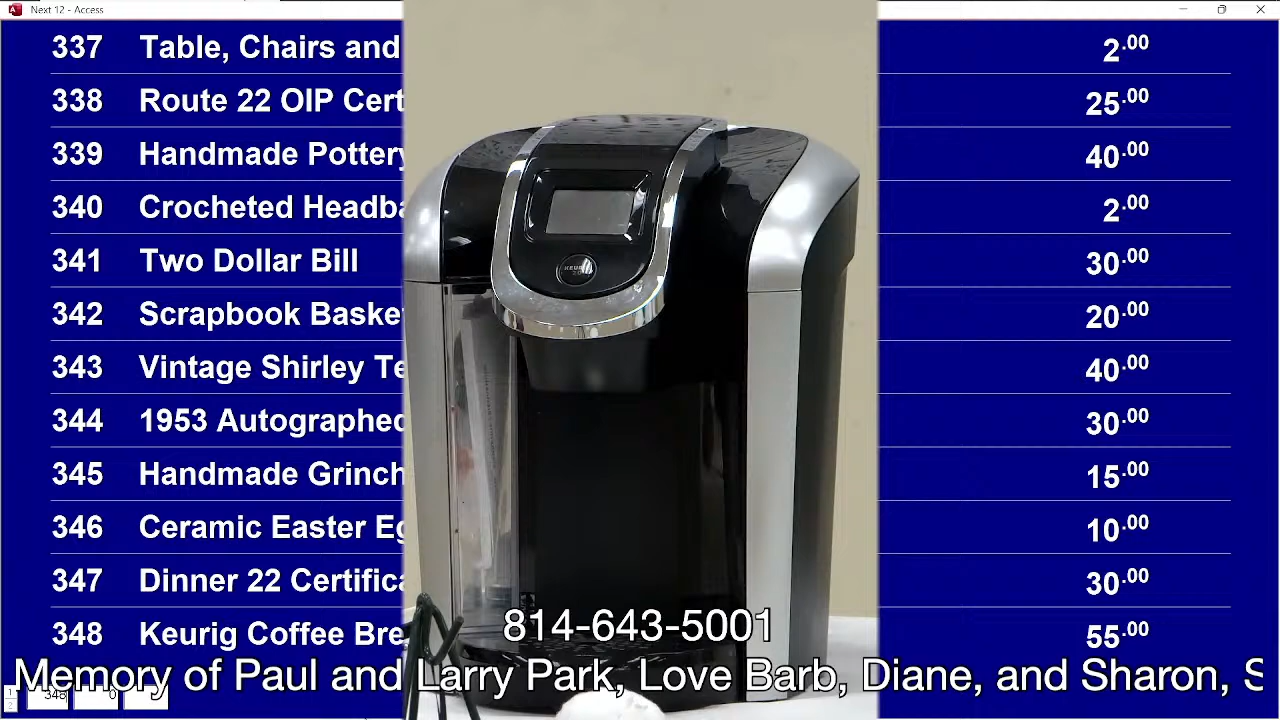 Next 12 - Access
337 Table, Chairs and 2.00
338 Route 22 OIP Cert 25.00
339 Handmade Pottery 40.00
340 Crocheted Headba 2.00
341 Two Dollar Bill 30.00
342 Scrapbook Basket 20.00
343 Vintage Shirley Te 40.00
344 1953 Autographed 30.00
345 Handmade Grinch 15.00
346 Ceramic Easter Eg 10.00
347 Dinner 22 Certifica 30.00
348 Keurig Coffee Bre 55.00
KEURIG
814-643-5001
Memory of Paul and Larry Park, Love Barb, Diane, and Sharon, S
348 6